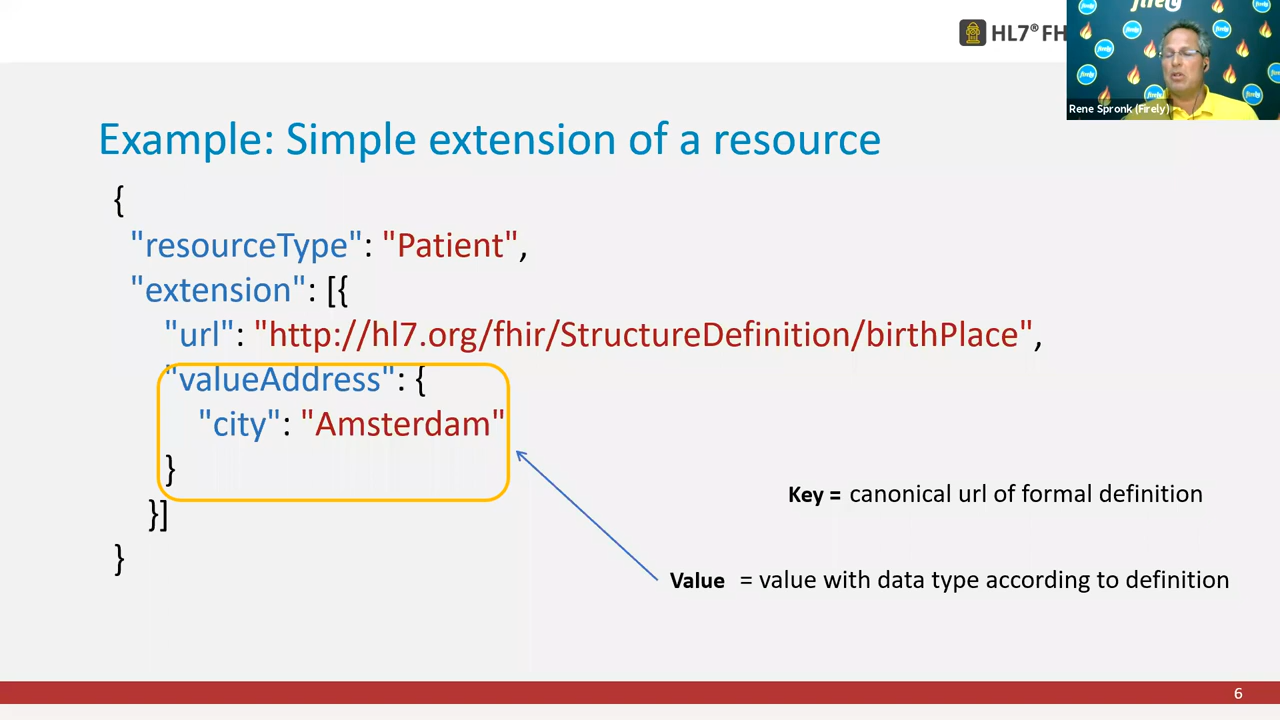 HL7® FH
firely
Rene Spronk (Firely)
Example: Simple extension of a resource
{
"resourceType": "Patient",
"extension": [{
"url": "http://hl7.org/fhir/StructureDefinition/birthPlace",
"valueAddress": {
"city": "Amsterdam"
}
}]
}
Key = canonical url of formal definition
Value = value with data type according to definition
6